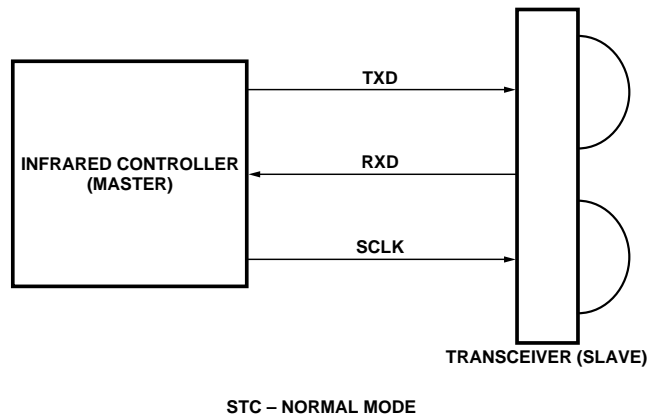 TXD
INFRARED CONTROLLER
(MASTER)
RXD
SCLK
TRANSCEIVER (SLAVE)
STC – NORMAL MODE